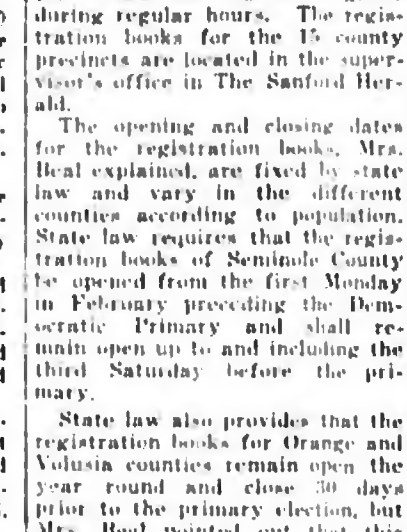 during regular hours. The regis-
tration books for the 15 county
precincts are located in the super-
visor's office in The Sanford Her-
ald.
The opening and closing dates
for the registration books, Mrs.
Beal explained, are fixed by state
law and vary in the different
counties according to population.
State law requires that the regis-
tration books of Seminole County
be opened from the first Monday
in February preceding the Dem-
ocratic Primary and shall re-
main open up to and including the
third Saturday before the pri-
mary.
State law also provides that the
registration books for Orange and
Volusia counties remain open the
year round and close 30 days
prior to the primary election, but
Mrs. Beal pointed out that this